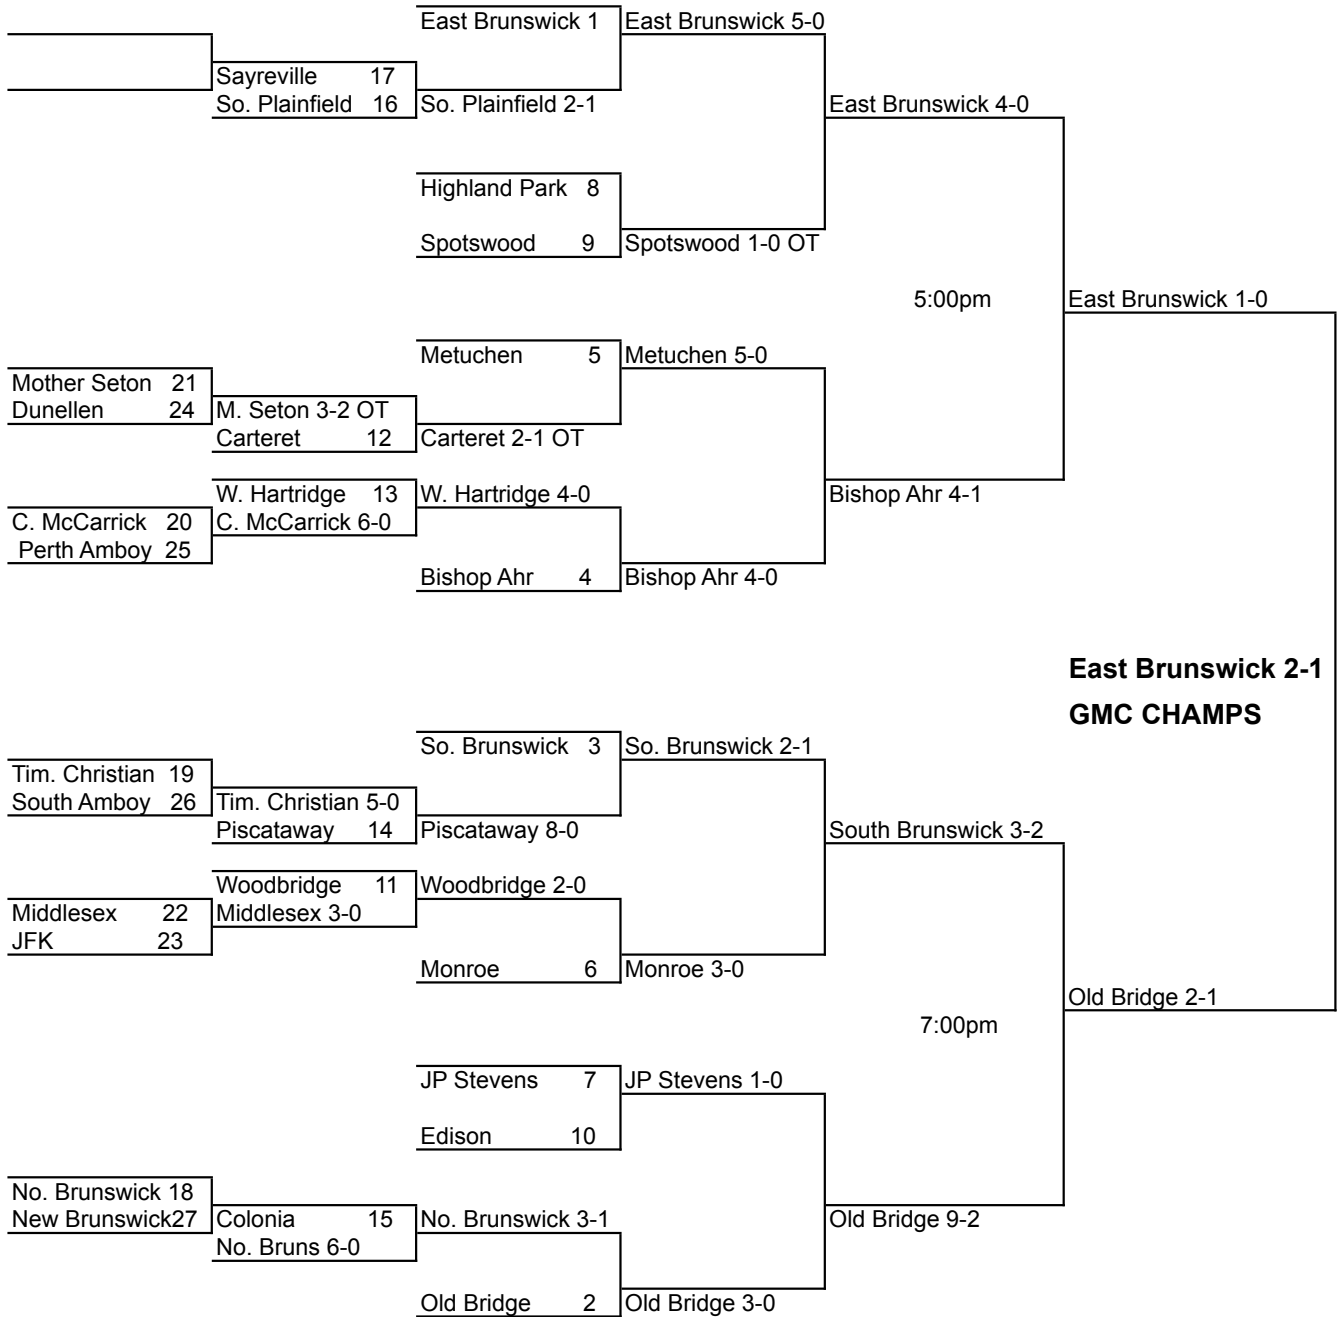 East Brunswick 1 East Brunswick 5-0
Sayreville 17
So. Plainfield 16 So. Plainfield 2-1 East Brunswick 4-0
Highland Park 8
Spotswood 9 Spotswood 1-0 OT
5:00pm East Brunswick 1-0
Metuchen 5 Metuchen 5-0
Mother Seton 21
Dunellen 24 M. Seton 3-2 OT
Carteret 12 Carteret 2-1 OT
W. Hartridge 13 W. Hartridge 4-0 Bishop Ahr 4-1
C. McCarrick 20 C. McCarrick 6-0
Perth Amboy 25
Bishop Ahr 4 Bishop Ahr 4-0
East Brunswick 2-1
GMC CHAMPS
So. Brunswick 3 So. Brunswick 2-1
Tim. Christian 19
South Amboy 26 Tim. Christian 5-0
Piscataway 14 Piscataway 8-0 South Brunswick 3-2
Woodbridge 11 Woodbridge 2-0
Middlesex 22 Middlesex 3-0
JFK 23
Monroe 6 Monroe 3-0
Old Bridge 2-1
7:00pm
JP Stevens 7 JP Stevens 1-0
Edison 10
No. Brunswick 18
New Brunswick27 Colonia 15 No. Brunswick 3-1 Old Bridge 9-2
No. Bruns 6-0
Old Bridge 2 Old Bridge 3-0